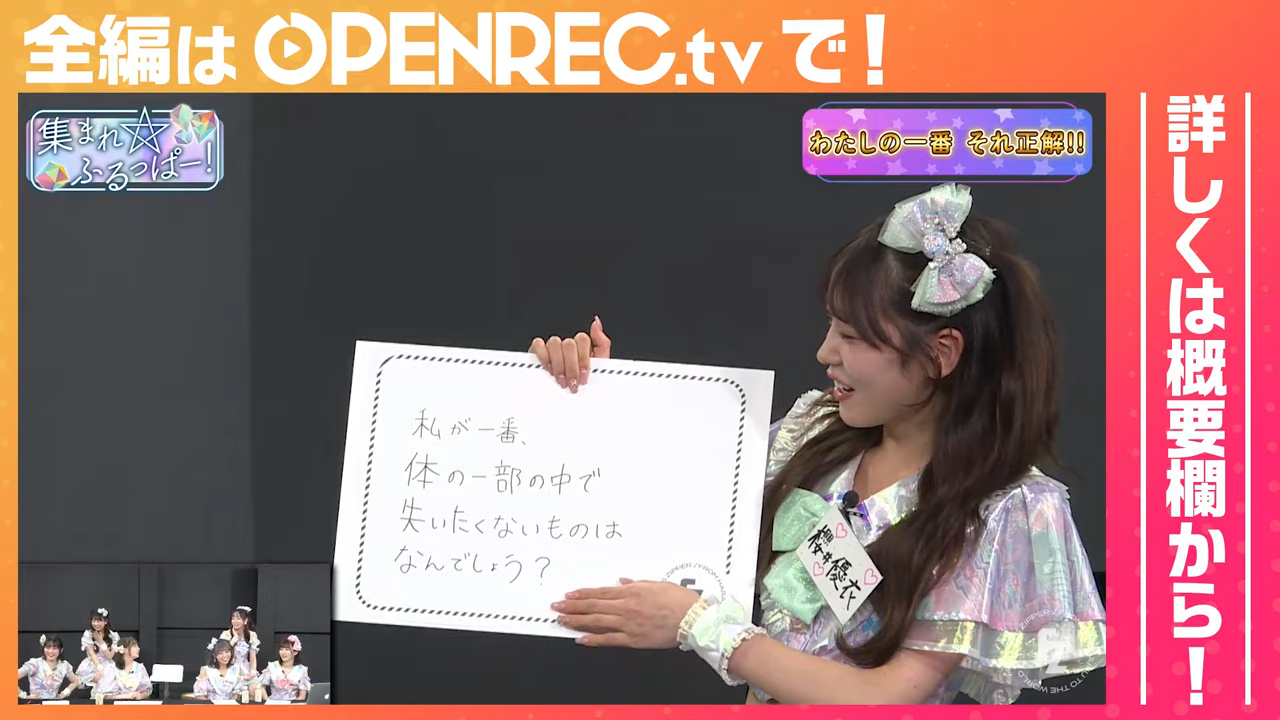 全編は OPENREC.tv で!
集まれ☆
ふるっぱー!
わたしの一番 それ正解!!
詳しくは概要欄から!
私が一番、
体の一部の中で
失いたくないものは
なんでしょう?
櫻井優衣